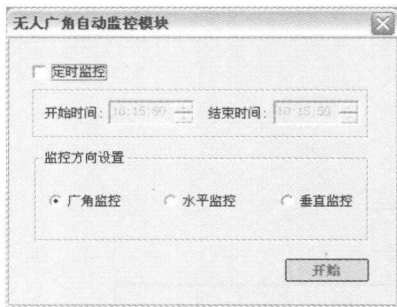 无人广角自动监控模块
定时监控
开始时间: 10:15:50 结束时间: 10:15:50
监控方向设置
广角监控 水平监控 垂直监控
开始